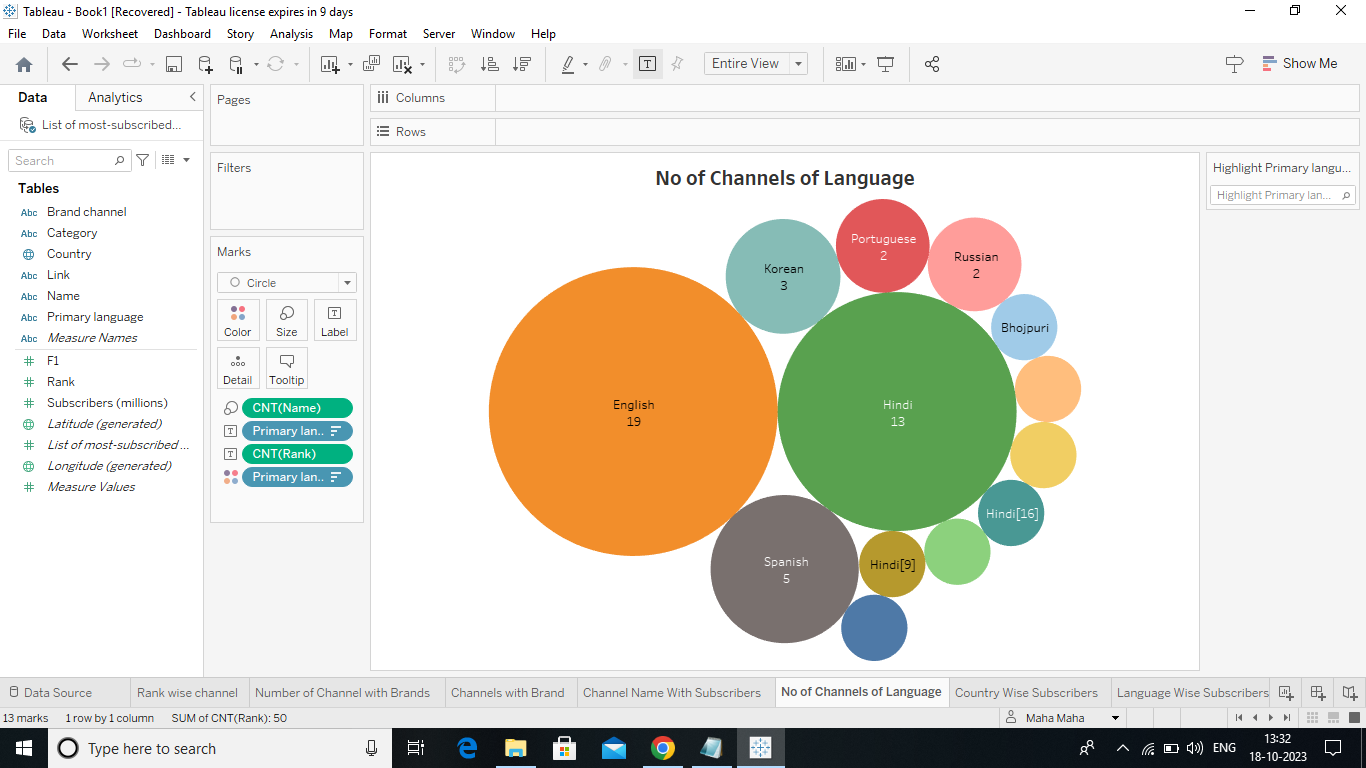 Tableau - Book1 [Recovered] - Tableau license expires in 9 days
File Data Worksheet Dashboard Story Analysis Map Format Server Window Help
Entire View
Show Me
Data
Analytics
List of most-subscribed...
Search
Tables
Abc Brand channel
Abc Category
Country
Abc Link
Abc Name
Abc Primary language
Abc Measure Names
F1
Rank
Subscribers (millions)
Latitude (generated)
List of most-subscribed ...
Longitude (generated)
Measure Values
Pages
Filters
Marks
Circle
Color Size Label
Detail Tooltip
CNT(Name)
Primary lan..
CNT(Rank)
Primary lan..
Columns
Rows
No of Channels of Language
Portuguese
2
Korean
3
Russian
2
Bhojpuri
English
19
Hindi
13
Hindi[16]
Spanish
5
Hindi[9]
Highlight Primary langu...
Highlight Primary lan...
Data Source Rank wise channel Number of Channel with Brands Channels with Brand Channel Name With Subscribers No of Channels of Language Country Wise Subscribers Language Wise Subscribers
13 marks 1 row by 1 column SUM of CNT(Rank): 50 Maha Maha
Type here to search
ENG
13:32
18-10-2023